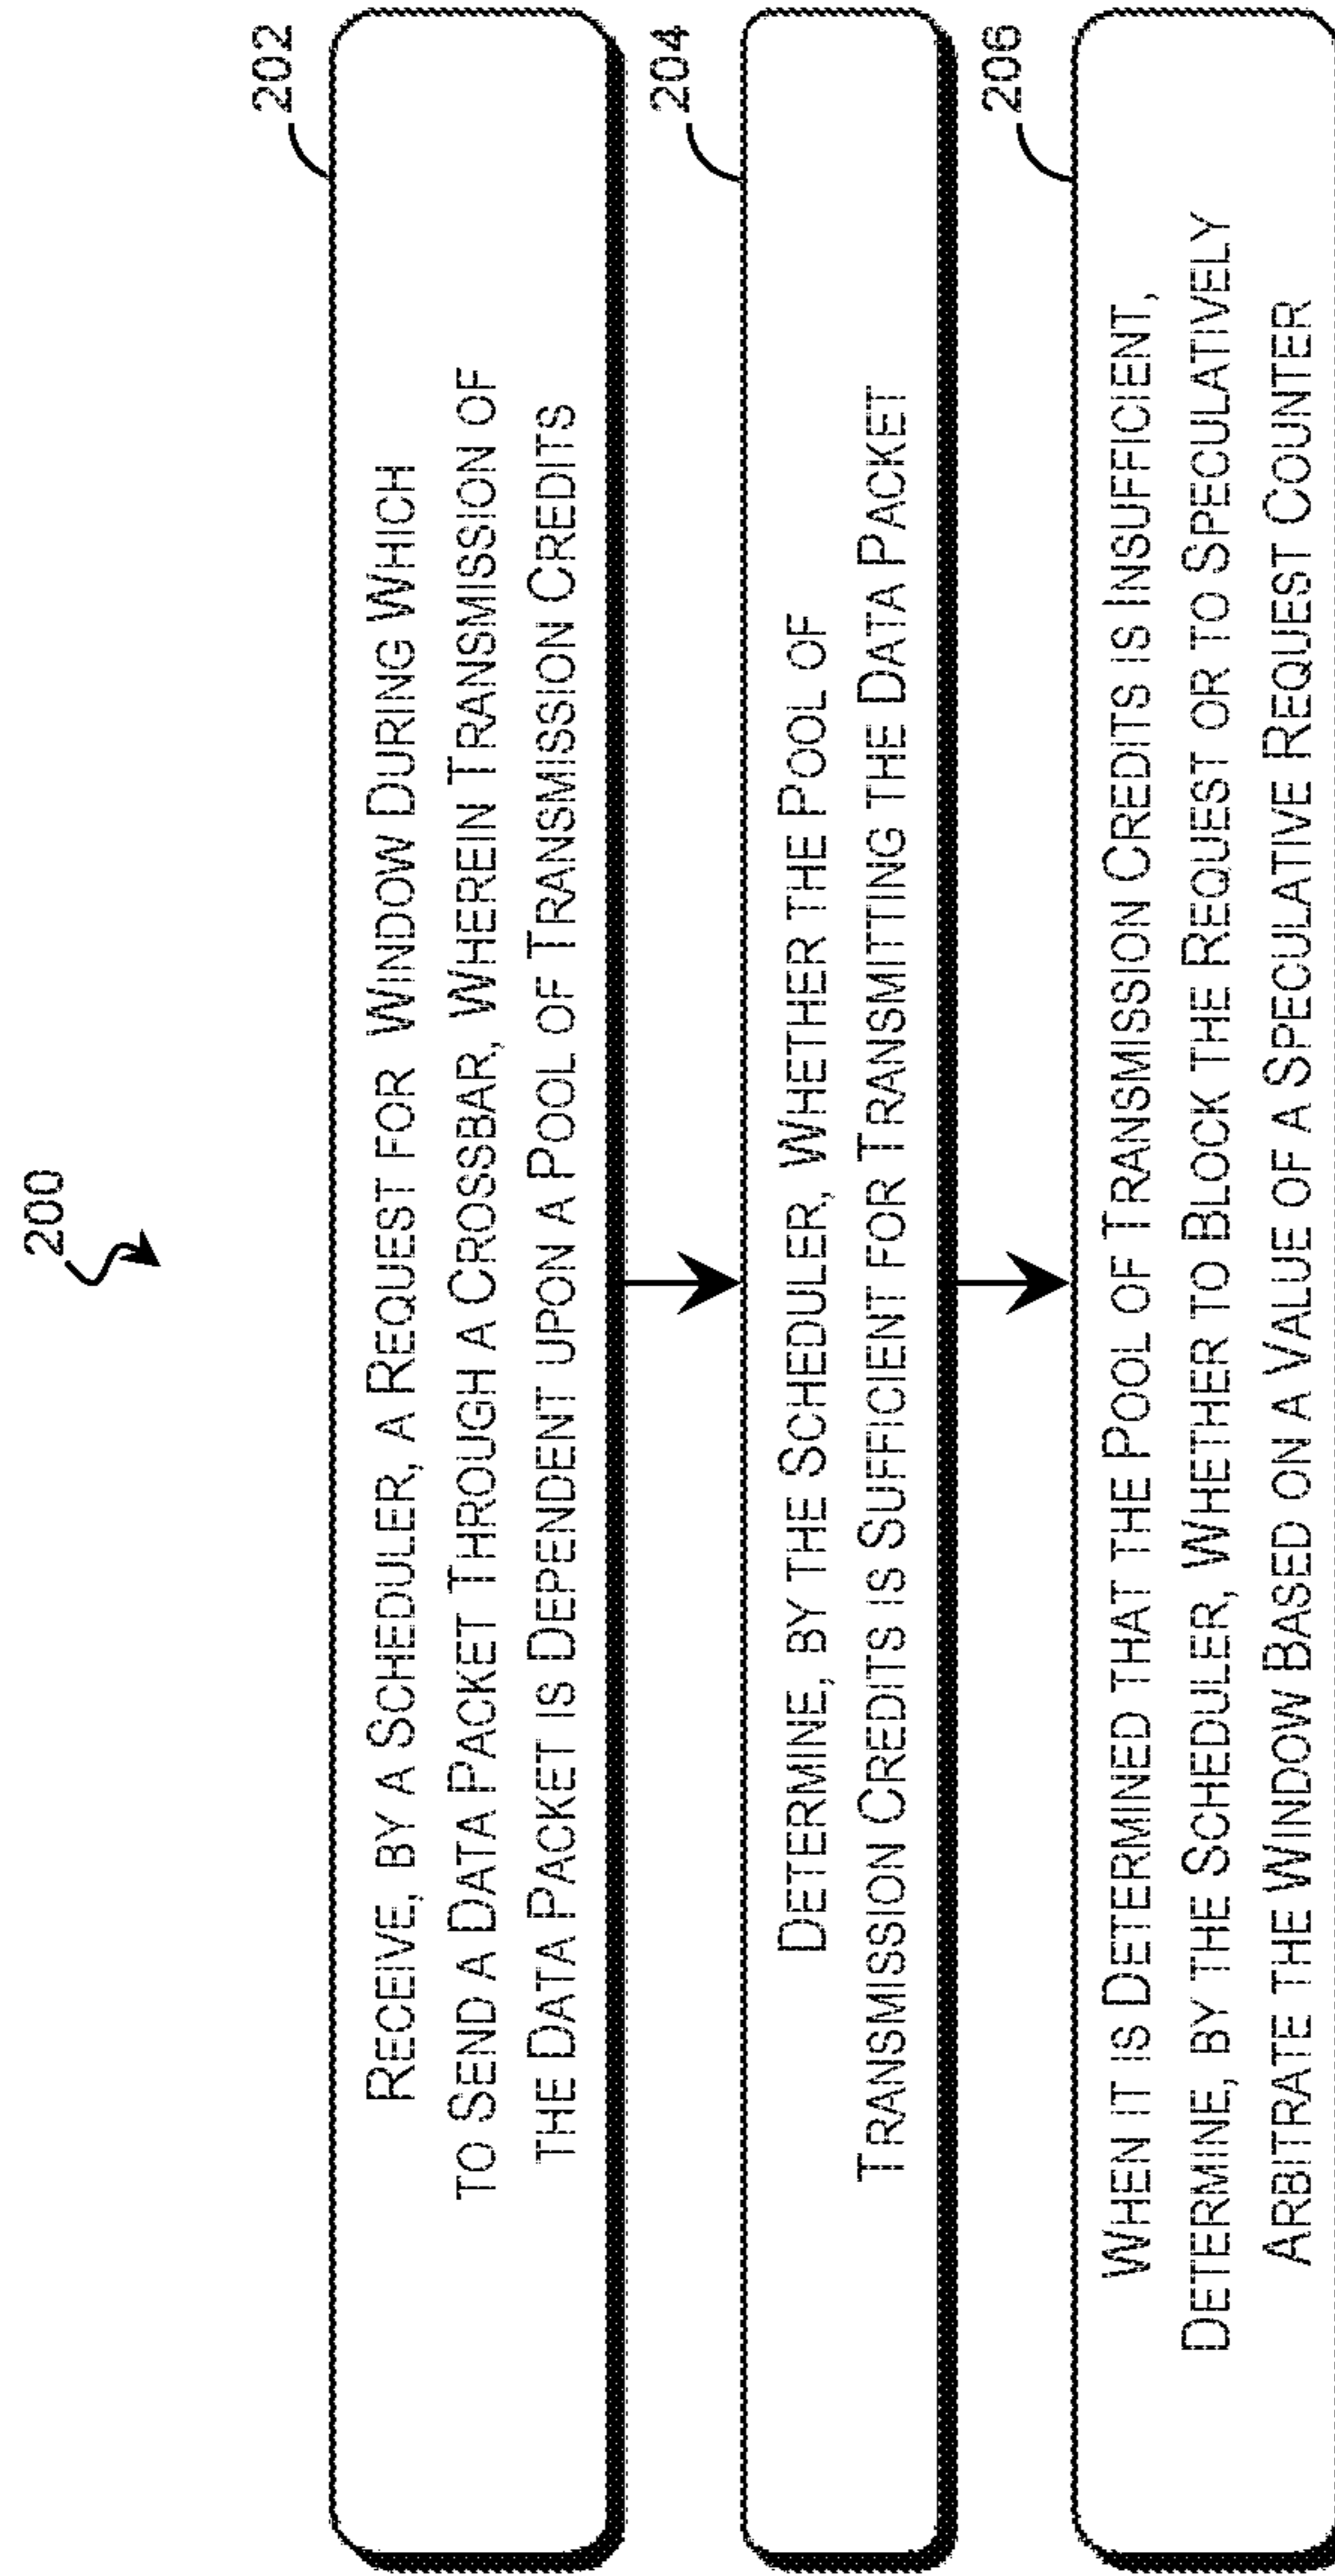 200
202
RECEIVE, BY A SCHEDULER, A REQUEST FOR WINDOW DURING WHICH
TO SEND A DATA PACKET THROUGH A CROSSBAR, WHEREIN TRANSMISSION OF
THE DATA PACKET IS DEPENDENT UPON A POOL OF TRANSMISSION CREDITS
204
DETERMINE, BY THE SCHEDULER, WHETHER THE POOL OF
TRANSMISSION CREDITS IS SUFFICIENT FOR TRANSMITTING THE DATA PACKET
206
WHEN IT IS DETERMINED THAT THE POOL OF TRANSMISSION CREDITS IS INSUFFICIENT,
DETERMINE, BY THE SCHEDULER, WHETHER TO BLOCK THE REQUEST OR TO SPECULATIVELY
ARBITRATE THE WINDOW BASED ON A VALUE OF A SPECULATIVE REQUEST COUNTER